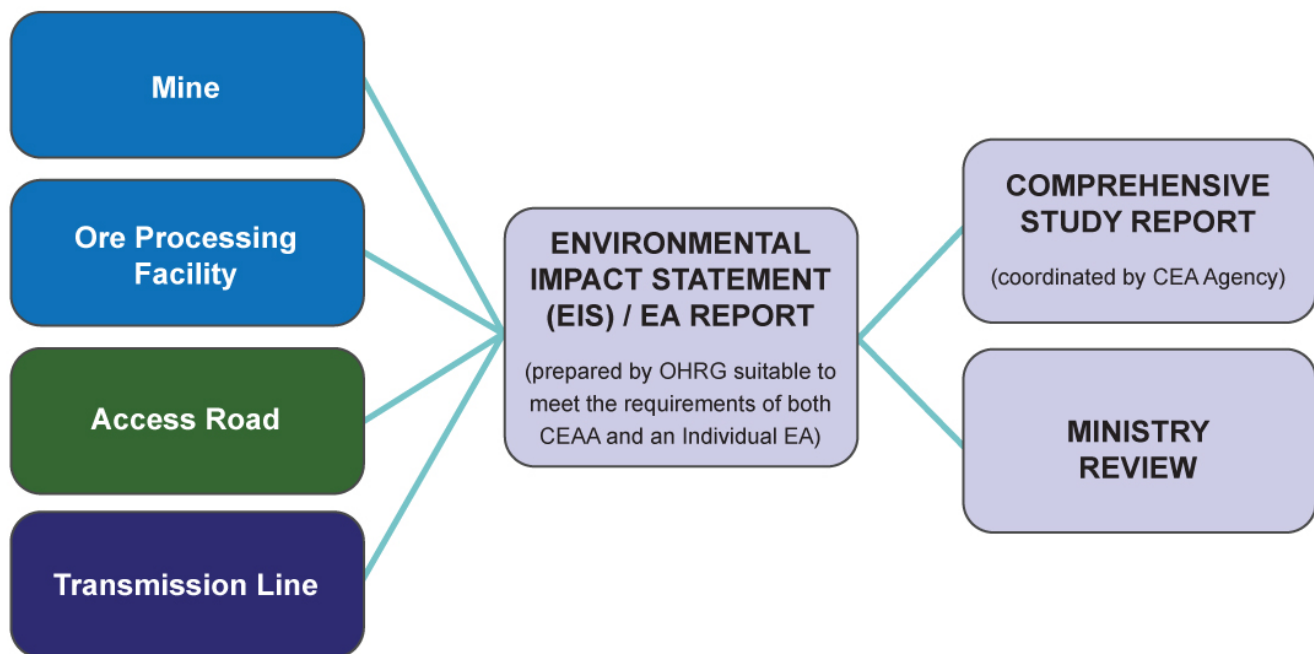 Mine
Ore Processing
Facility
Access Road
Transmission Line
ENVIRONMENTAL
IMPACT STATEMENT
(EIS) / EA REPORT
(prepared by OHRG suitable to
meet the requirements of both
CEAA and an Individual EA)
COMPREHENSIVE
STUDY REPORT
(coordinated by CEA Agency)
MINISTRY
REVIEW